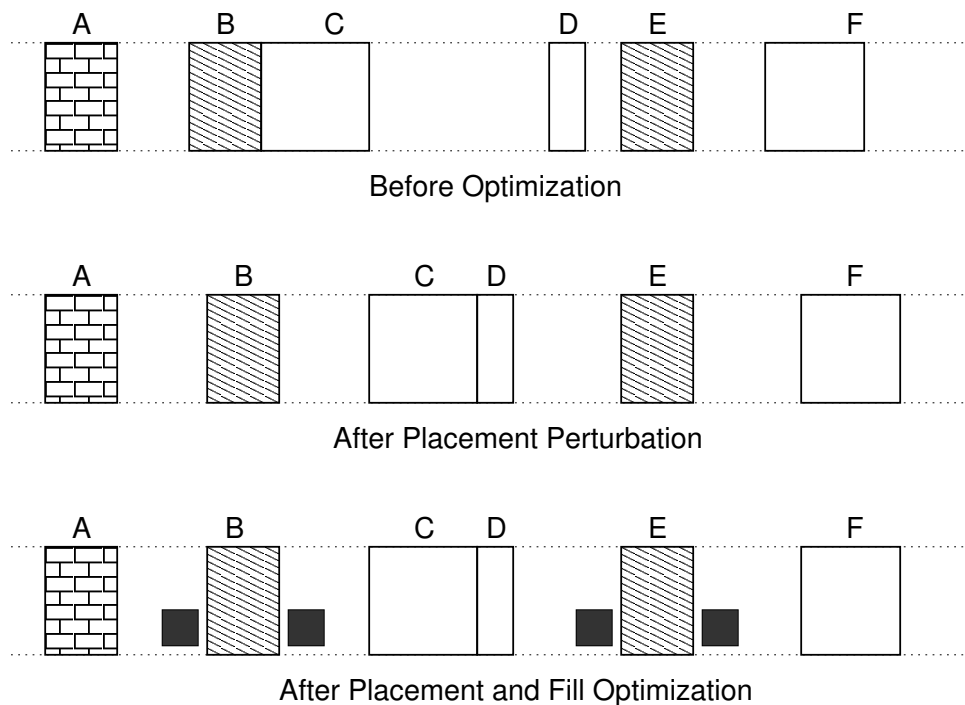 A B C D E F
Before Optimization
A B C D E F
After Placement Perturbation
A B C D E F
After Placement and Fill Optimization